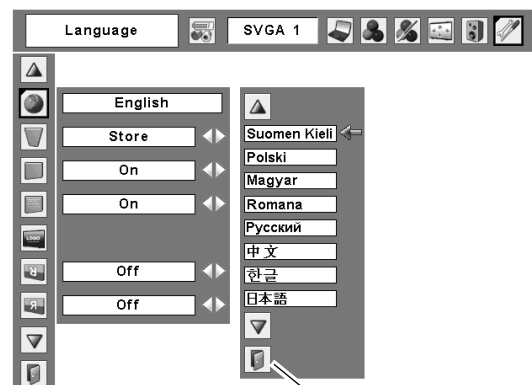 Language
SVGA 1
English
Store
On
On
LOGO
Off
Off
Suomen Kieli
Polski
Magyar
Romana
Русский
中文
한글
日本語